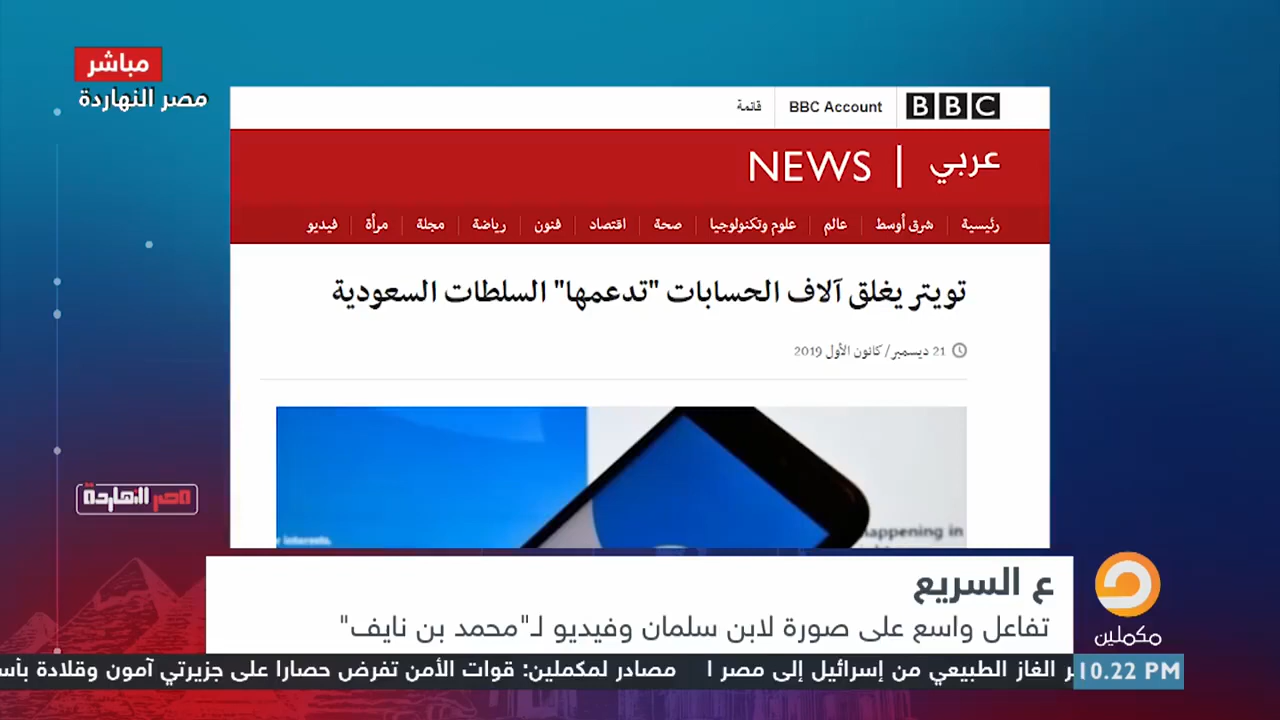 مباشر
مصر النهاردة
BBC
BBC Account
قائمة
عربي | NEWS
رئيسية شرق أوسط عالم علوم وتكنولوجيا صحة اقتصاد فنون رياضة مجلة مرأة فيديو
تويتر يغلق آلاف الحسابات "تدعمها" السلطات السعودية
21 ديسمبر/ كانون الأول 2019
happening in
interests.
مصر النهاردة
ع السريع
تفاعل واسع على صورة لابن سلمان وفيديو لـ"محمد بن نايف"
مكملين
10.22 PM
الغاز الطبيعي من إسرائيل إلى مصر مصادر لمكملين: قوات الأمن تفرض حصارا على جزيرتي آمون وقلادة